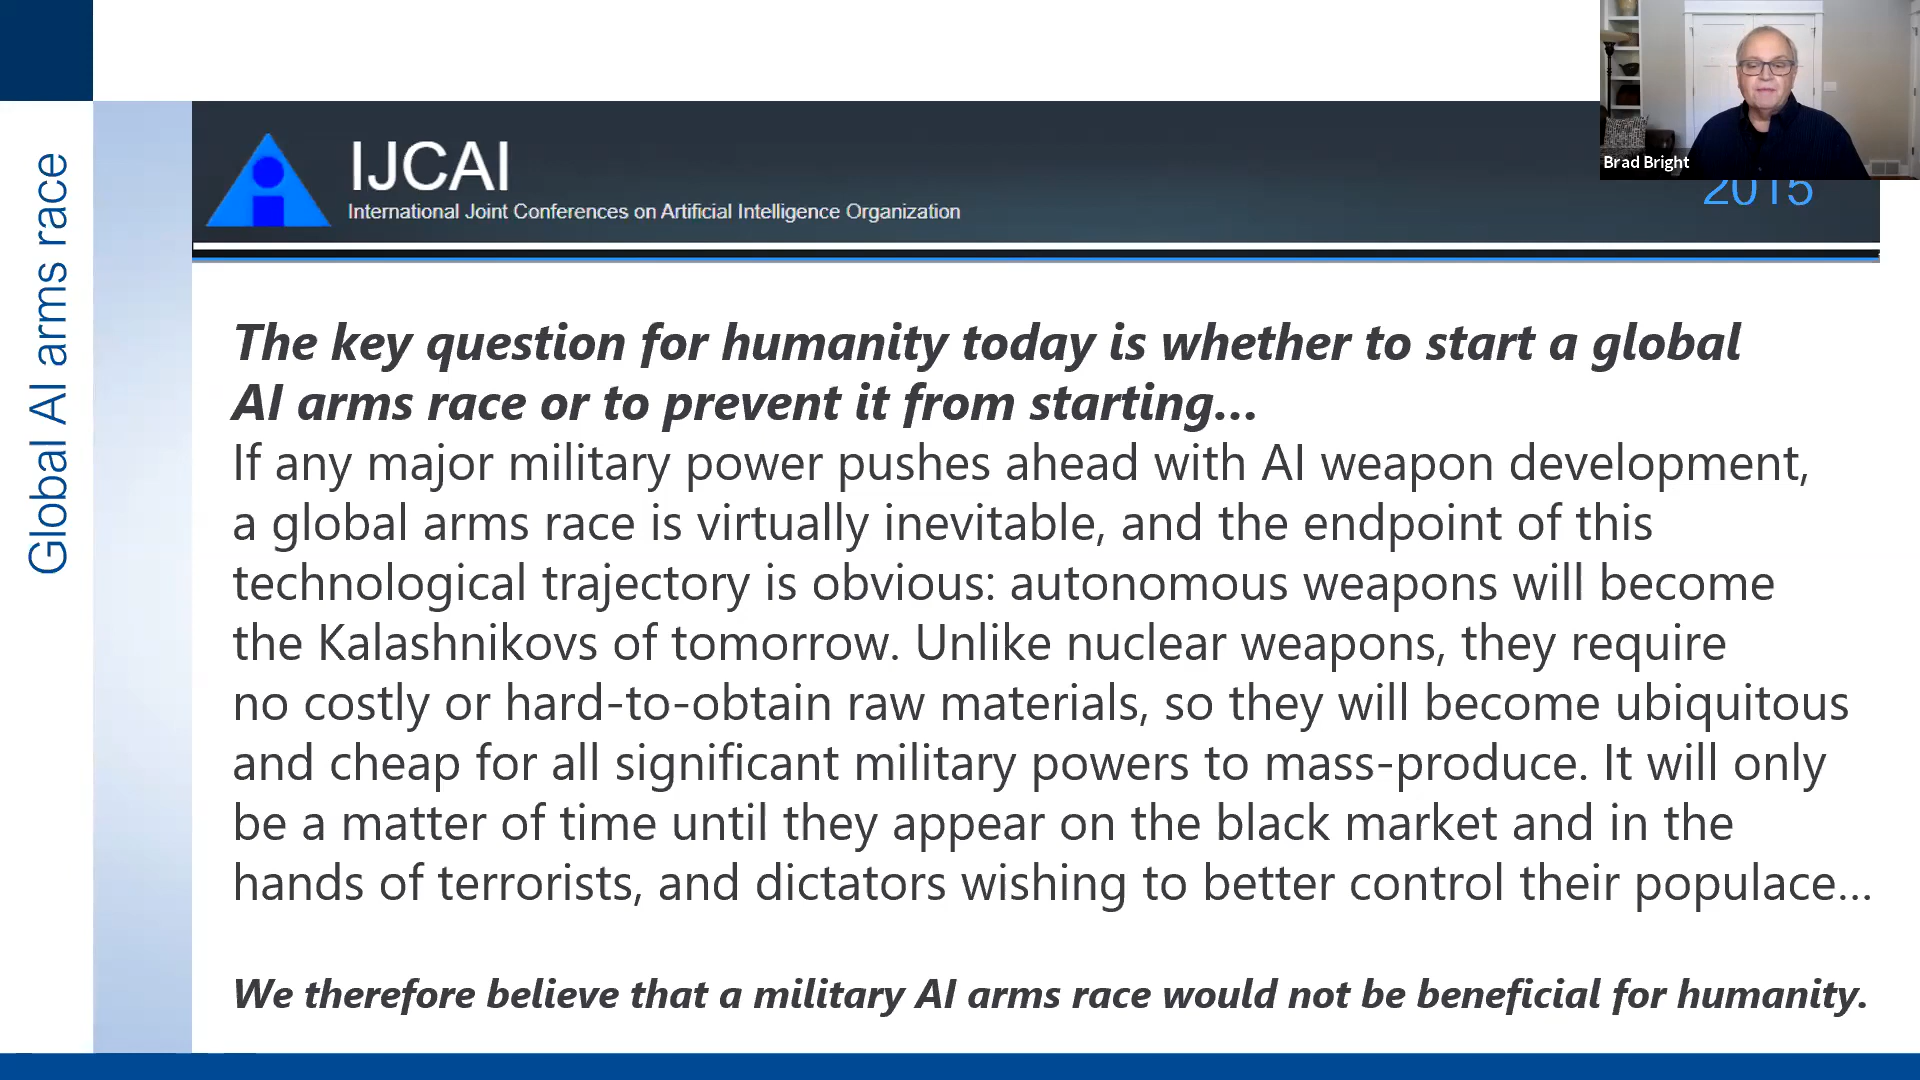 Global AI arms race
IJCAI
International Joint Conferences on Artificial Intelligence Organization
Brad Bright
2015
The key question for humanity today is whether to start a global
AI arms race or to prevent it from starting...
If any major military power pushes ahead with AI weapon development,
a global arms race is virtually inevitable, and the endpoint of this
technological trajectory is obvious: autonomous weapons will become
the Kalashnikovs of tomorrow. Unlike nuclear weapons, they require
no costly or hard-to-obtain raw materials, so they will become ubiquitous
and cheap for all significant military powers to mass-produce. It will only
be a matter of time until they appear on the black market and in the
hands of terrorists, and dictators wishing to better control their populace...
We therefore believe that a military AI arms race would not be beneficial for humanity.